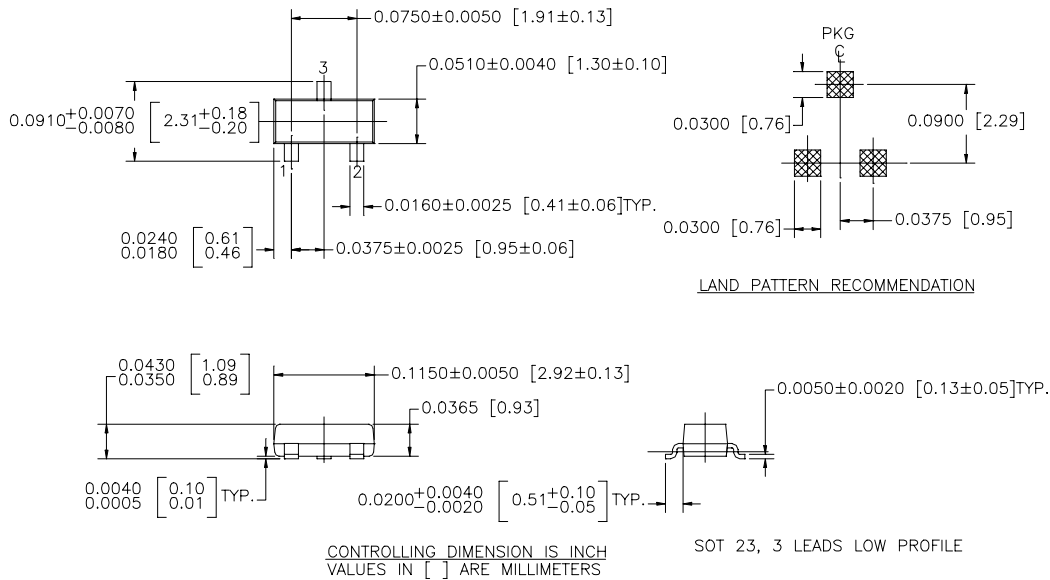 0.0750±0.0050 [1.91±0.13]
3
0.0510±0.0040 [1.30±0.10]
0.0910+0.0070
-0.0080
[2.31+0.18
-0.20]
1
2
0.0160±0.0025 [0.41±0.06]TYP.
0.0240 [0.61
0.0180 0.46]
0.0375±0.0025 [0.95±0.06]
PKG
CL
0.0300 [0.76]
0.0900 [2.29]
0.0300 [0.76]
0.0375 [0.95]
LAND PATTERN RECOMMENDATION
0.0430 [1.09
0.0350 0.89]
0.1150±0.0050 [2.92±0.13]
0.0365 [0.93]
0.0040 [0.10
0.0005 0.01] TYP.
0.0050±0.0020 [0.13±0.05]TYP.
0.0200+0.0040
-0.0020
[0.51+0.10
-0.05] TYP.
CONTROLLING DIMENSION IS INCH
VALUES IN [ ] ARE MILLIMETERS
SOT 23, 3 LEADS LOW PROFILE